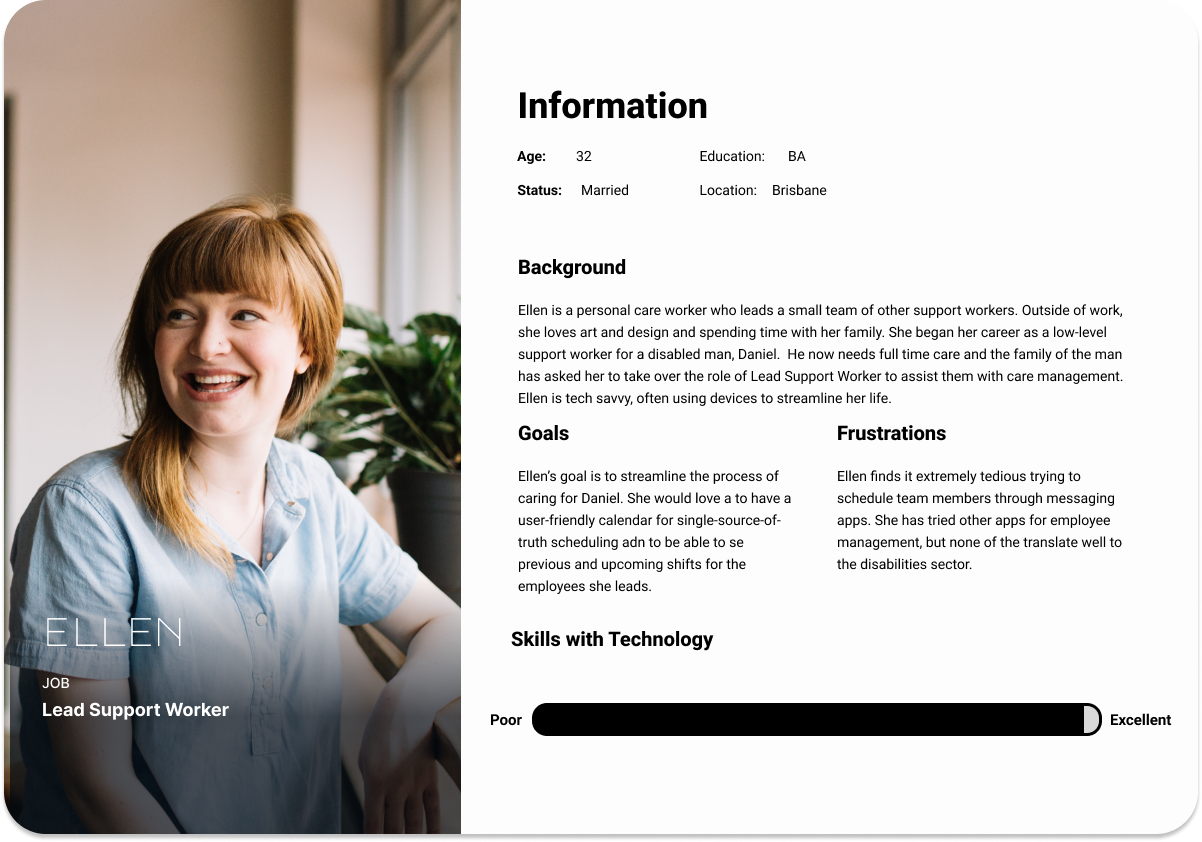 Information
Age: 32 Education: BA
Status: Married Location: Brisbane
Background
Ellen is a personal care worker who leads a small team of other support workers. Outside of work,
she loves art and design and spending time with her family. She began her career as a low-level
support worker for a disabled man, Daniel.  He now needs full time care and the family of the man
has asked her to take over the role of Lead Support Worker to assist them with care management.
Ellen is tech savvy, often using devices to streamline her life.
Goals
Ellen’s goal is to streamline the process of
caring for Daniel. She would love a to have a
user-friendly calendar for single-source-of-
truth scheduling adn to be able to se
previous and upcoming shifts for the
employees she leads.
Frustrations
Ellen finds it extremely tedious trying to
schedule team members through messaging
apps. She has tried other apps for employee
management, but none of the translate well to
the disabilities sector.
ELLEN
JOB
Lead Support Worker
Skills with Technology
Poor Excellent